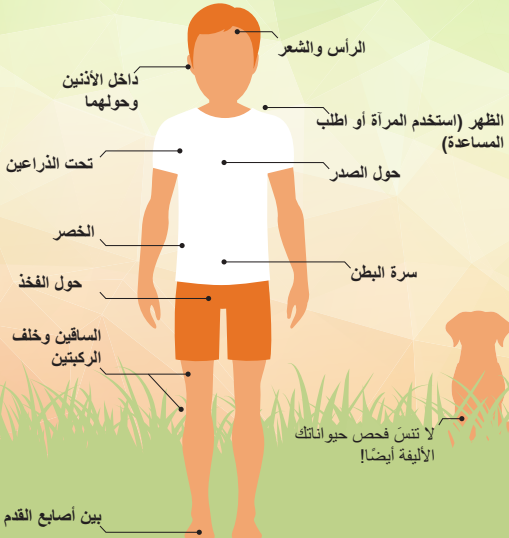 الرأس والشعر
داخل الأذنين
وحولهما
الظهر (استخدم المرآة أو اطلب
المساعدة)
تحت الذراعين
حول الصدر
الخصر
سرة البطن
حول الفخذ
الساقين وخلف
الركبتين
لا تنسَ فحص حيواناتك
الأليفة أيضًا!
بين أصابع القدم